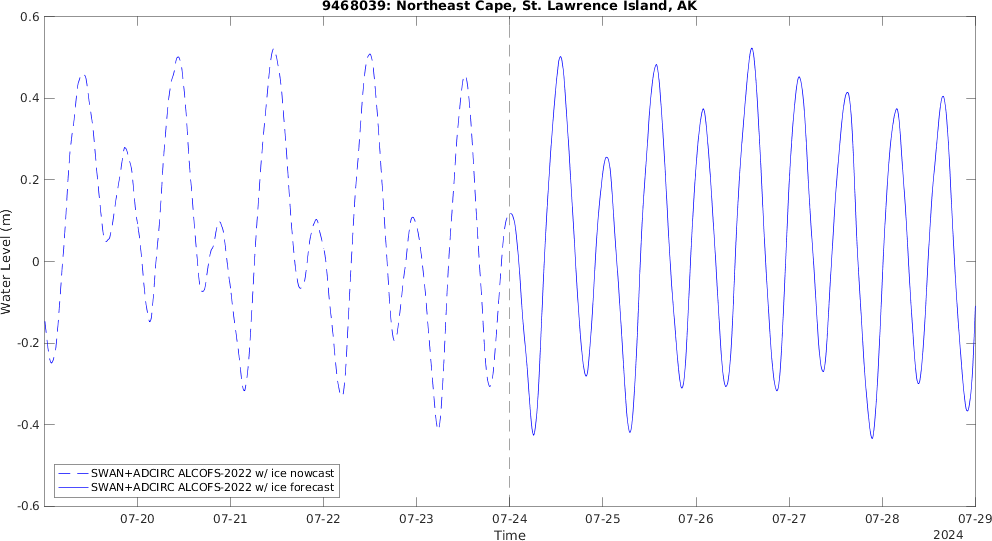 9468039: Northeast Cape, St. Lawrence Island, AK
0.6
0.4
0.2
0
-0.2
-0.4
-0.6
Water Level (m)
SWAN+ADCIRC ALCOFS-2022 w/ ice nowcast
SWAN+ADCIRC ALCOFS-2022 w/ ice forecast
07-20 07-21 07-22 07-23 07-24 07-25 07-26 07-27 07-28 07-29
Time
2024